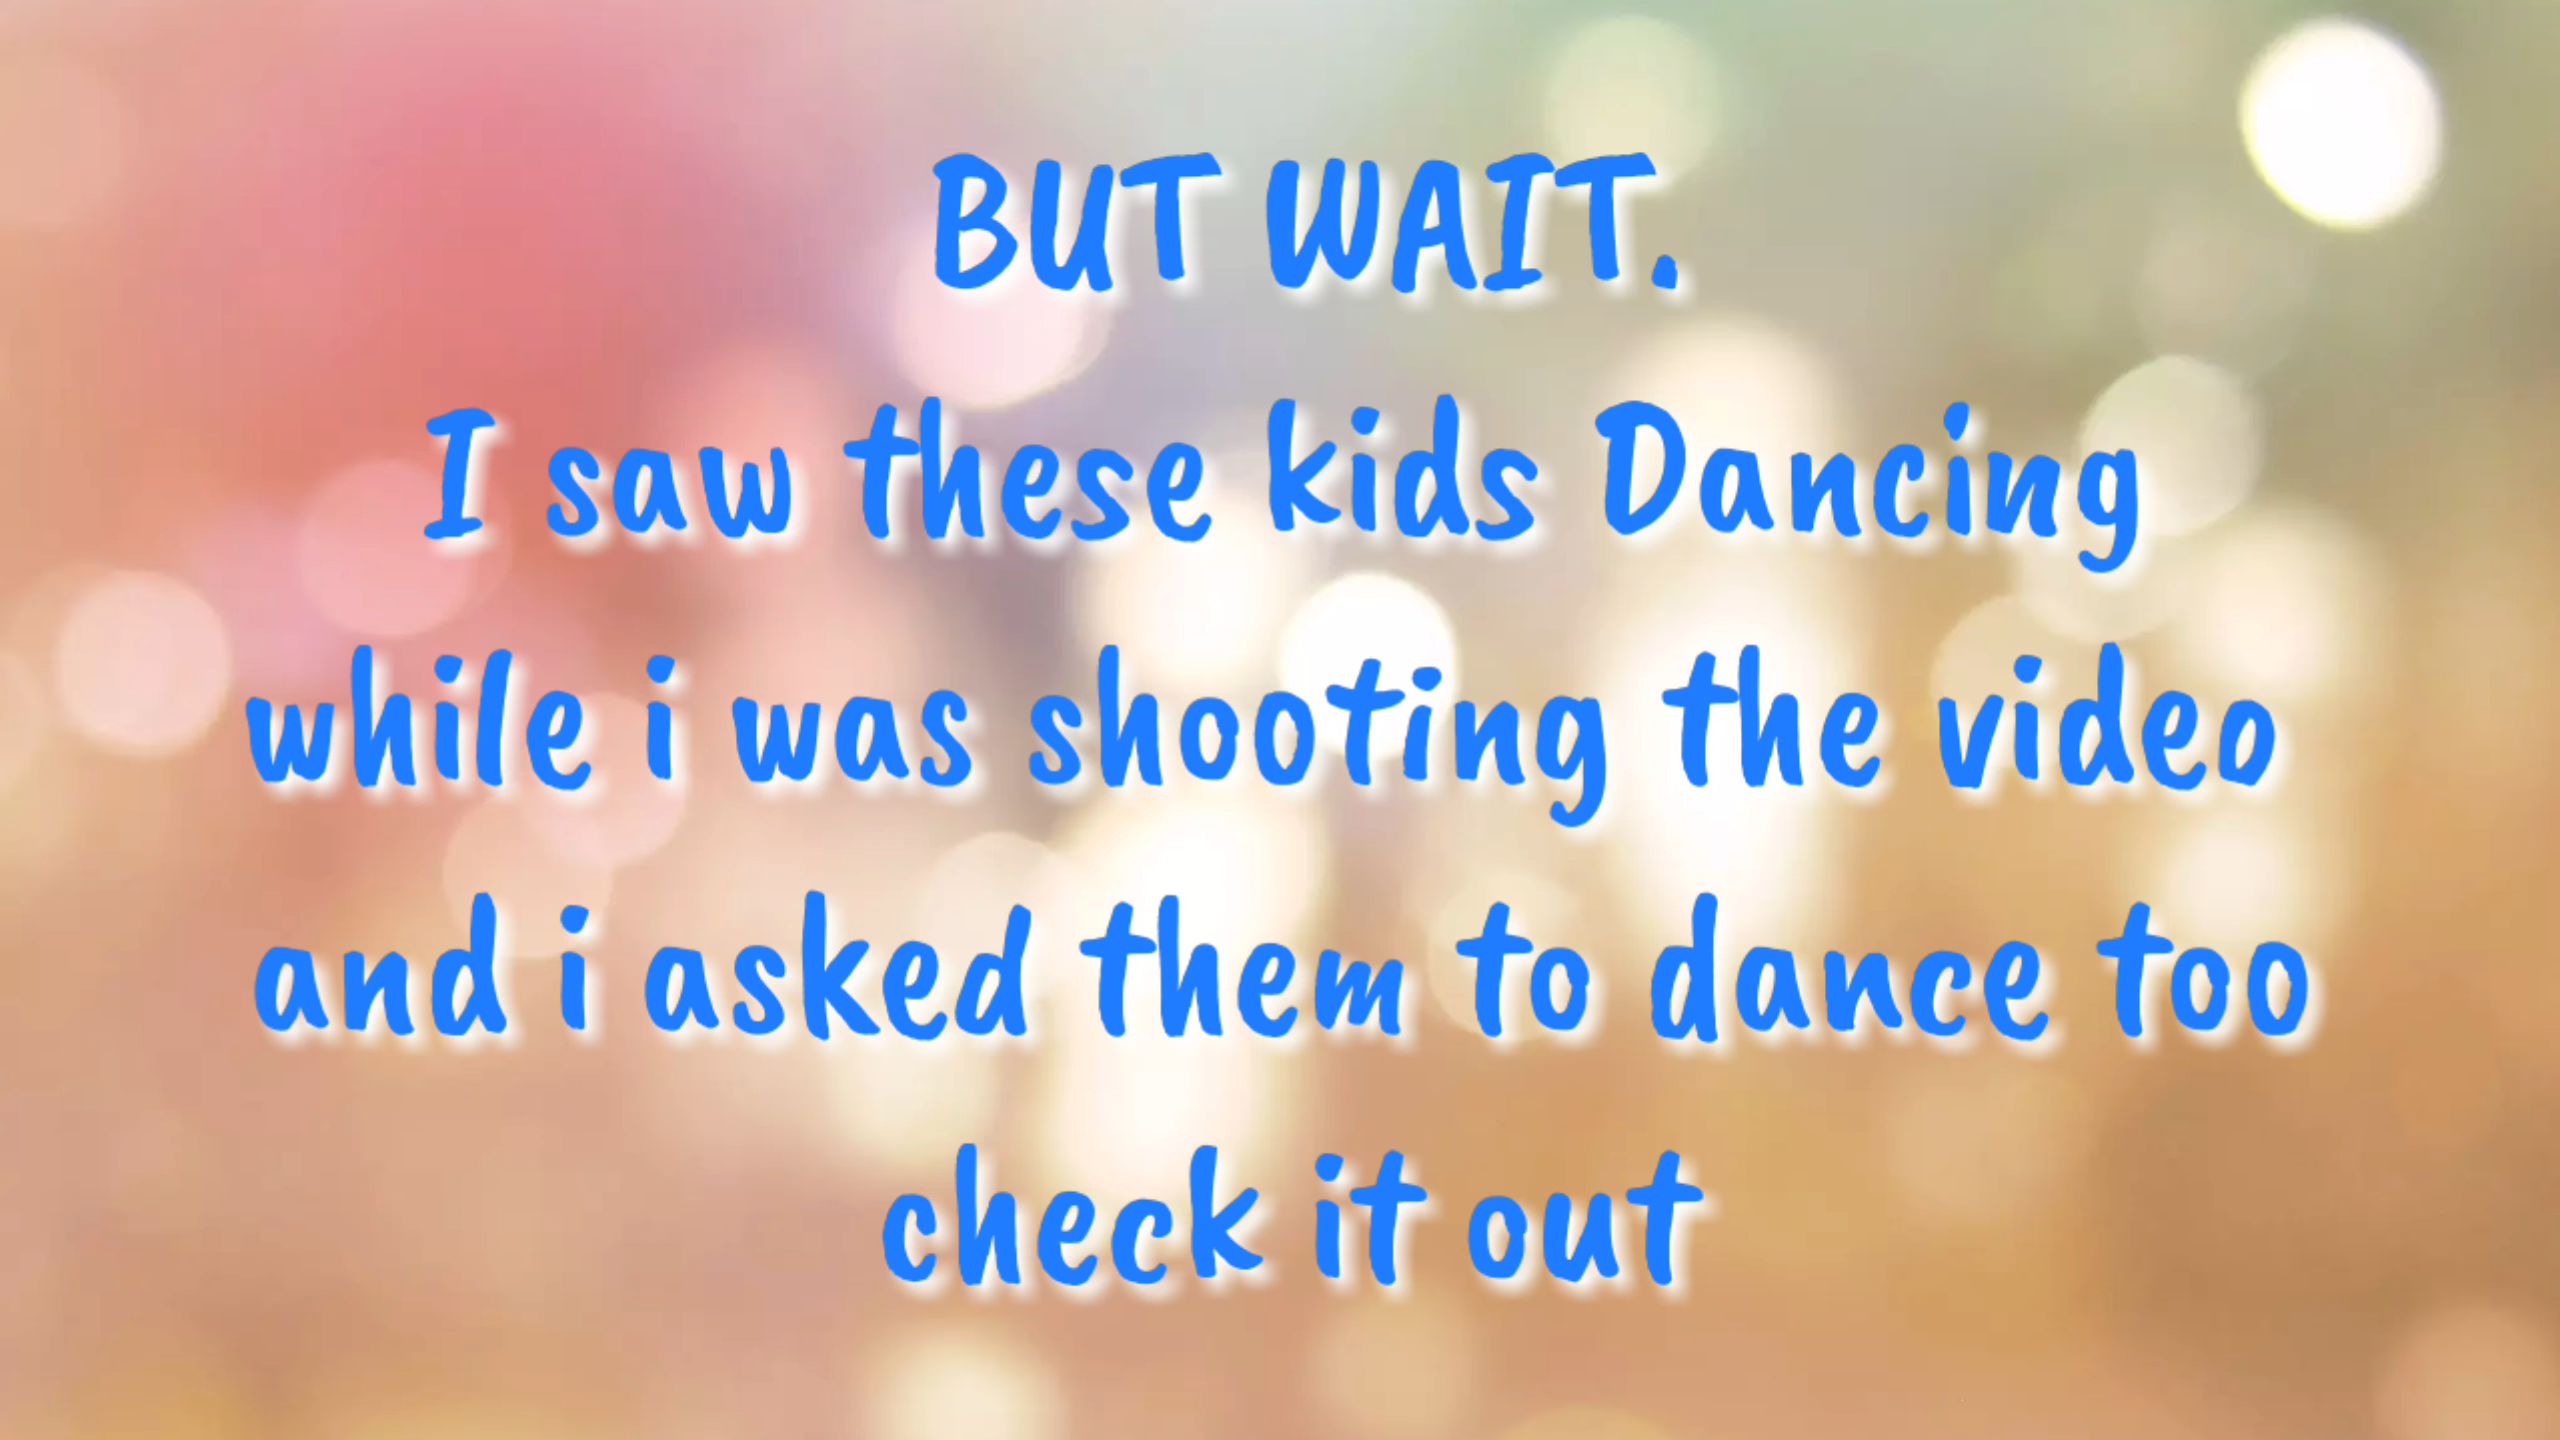 BUT WAIT.
I saw these kids Dancing
while i was shooting the video
and i asked them to dance too
check it out